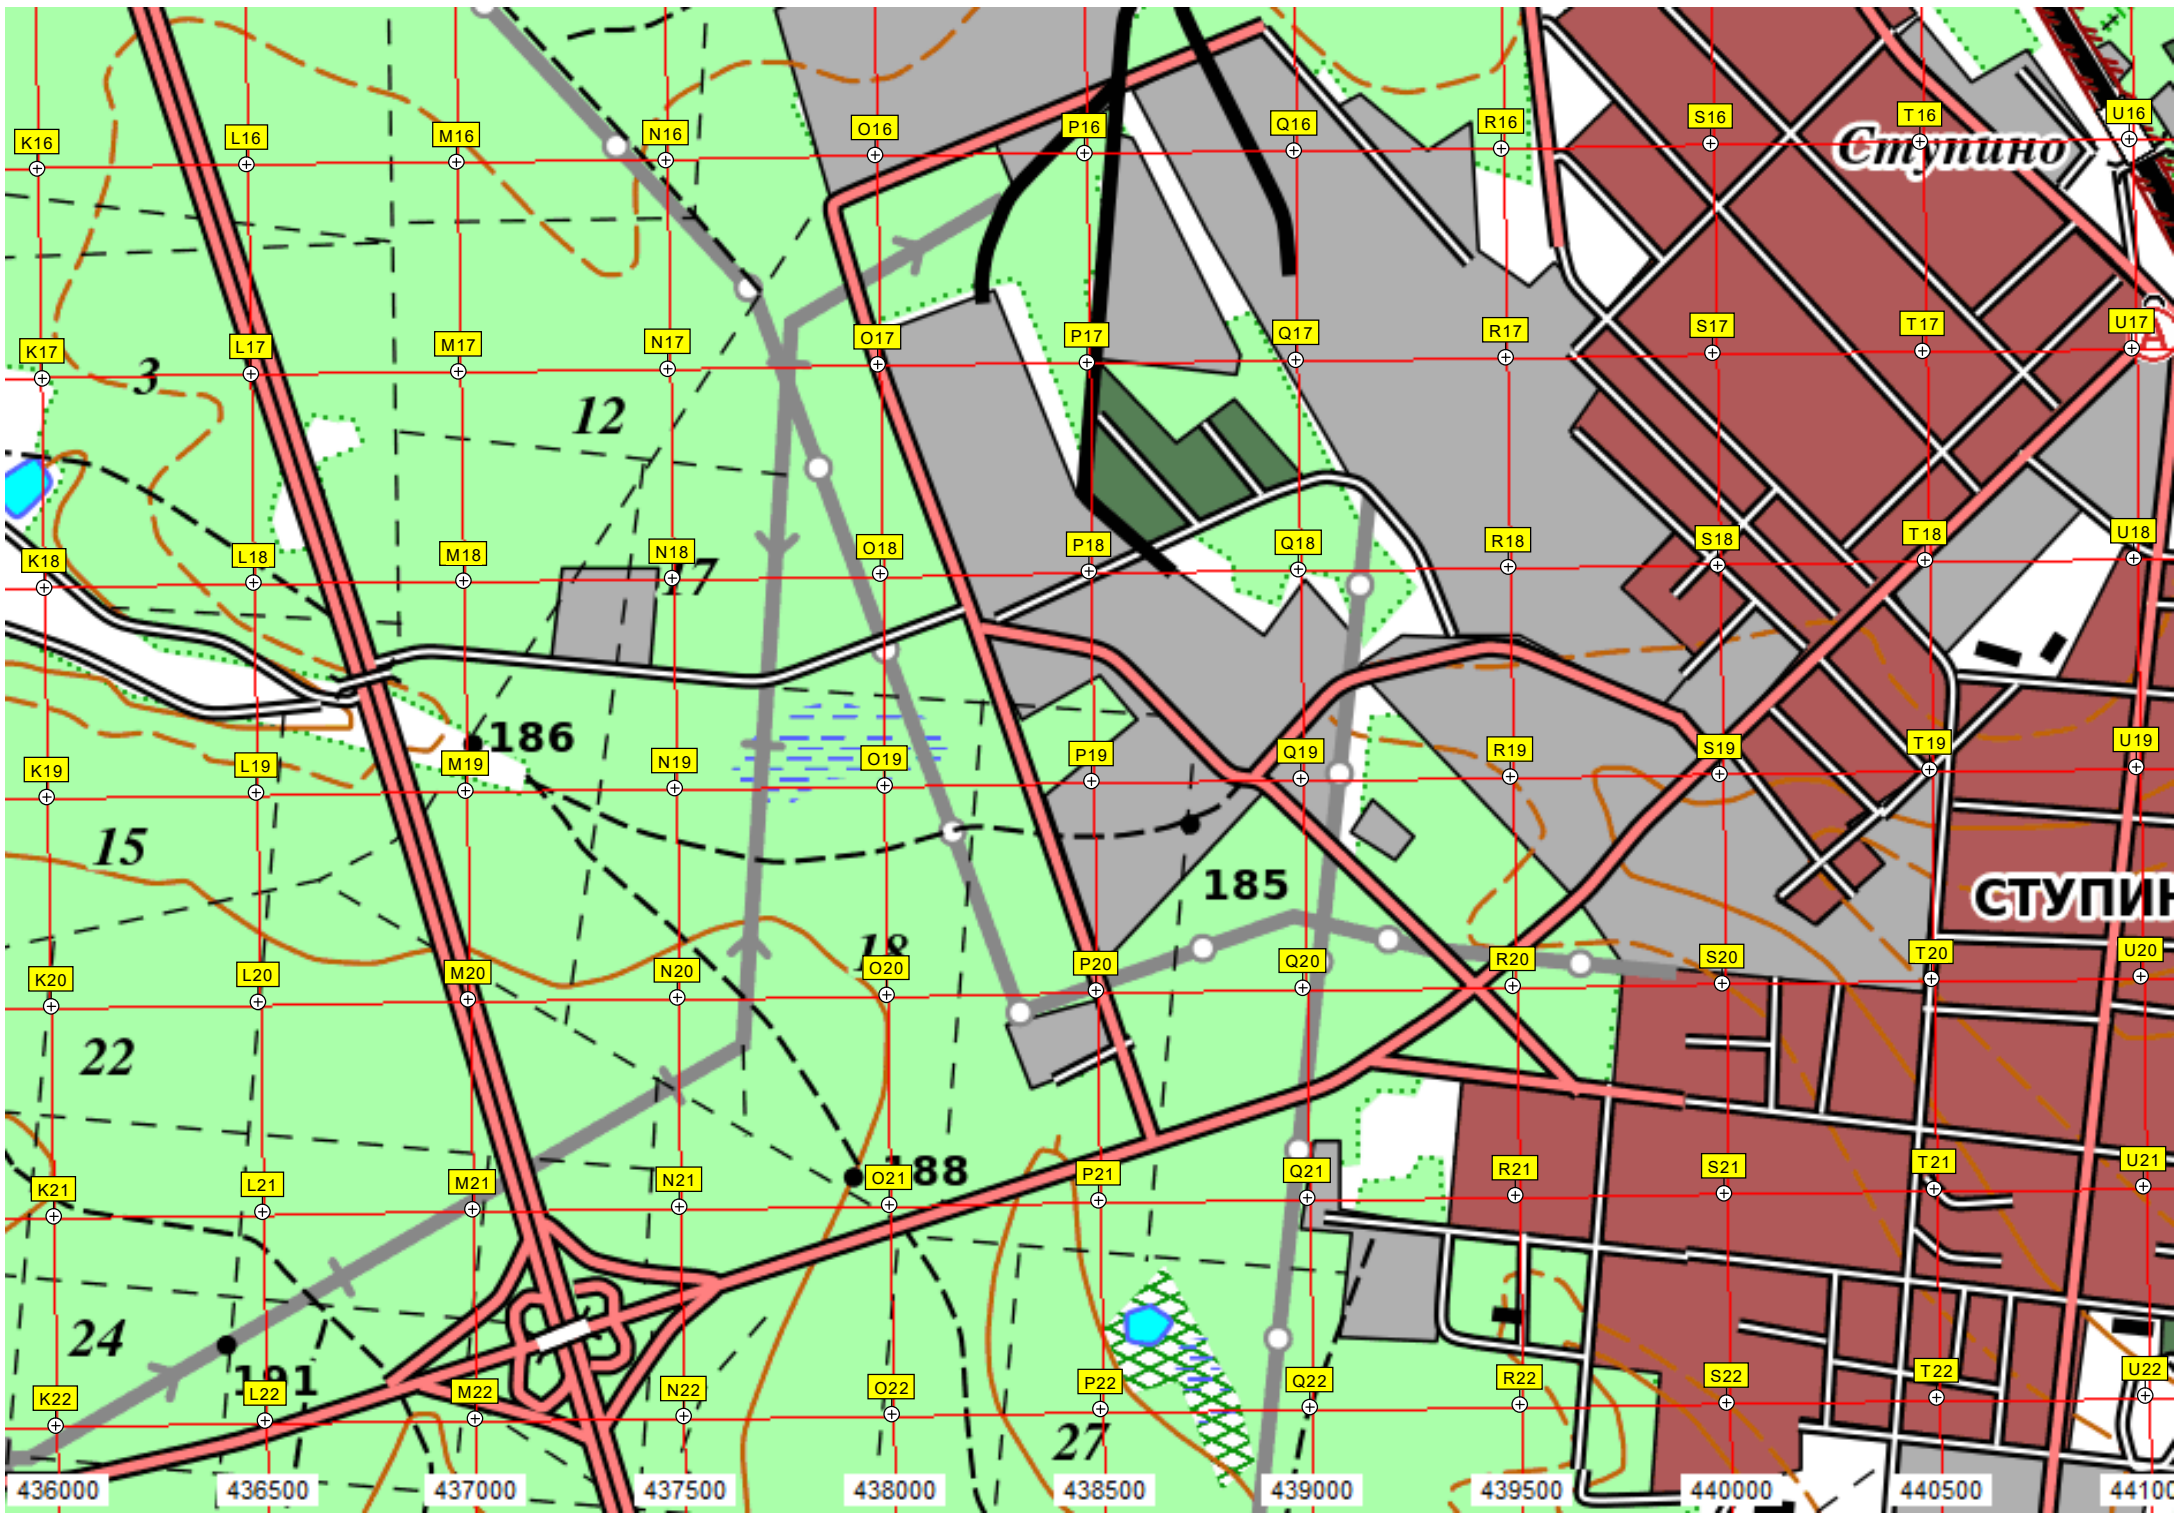 K16 L16 M16 N16 O16 P16 Q16 R16 S16 T16 U16
Ступино
K17 L17 M17 N17 O17 P17 Q17 R17 S17 T17 U17
3 12
K18 L18 M18 N18 O18 P18 Q18 R18 S18 T18 U18
17
186
K19 L19 M19 N19 O19 P19 Q19 R19 S19 T19 U19
15 185 СТУПИН
18
K20 L20 M20 N20 O20 P20 Q20 R20 S20 T20 U20
22
188
K21 L21 M21 N21 O21 P21 Q21 R21 S21 T21 U21
24
191
K22 L22 M22 N22 O22 P22 Q22 R22 S22 T22 U22
27
436000 436500 437000 437500 438000 438500 439000 439500 440000 440500 44100